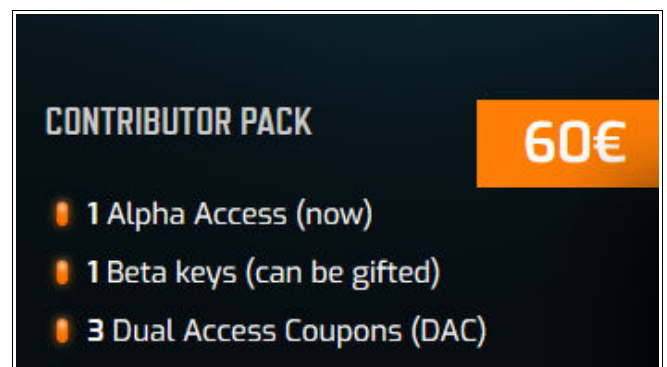 CONTRIBUTOR PACK
60€
1 Alpha Access (now)
1 Beta keys (can be gifted)
3 Dual Access Coupons (DAC)